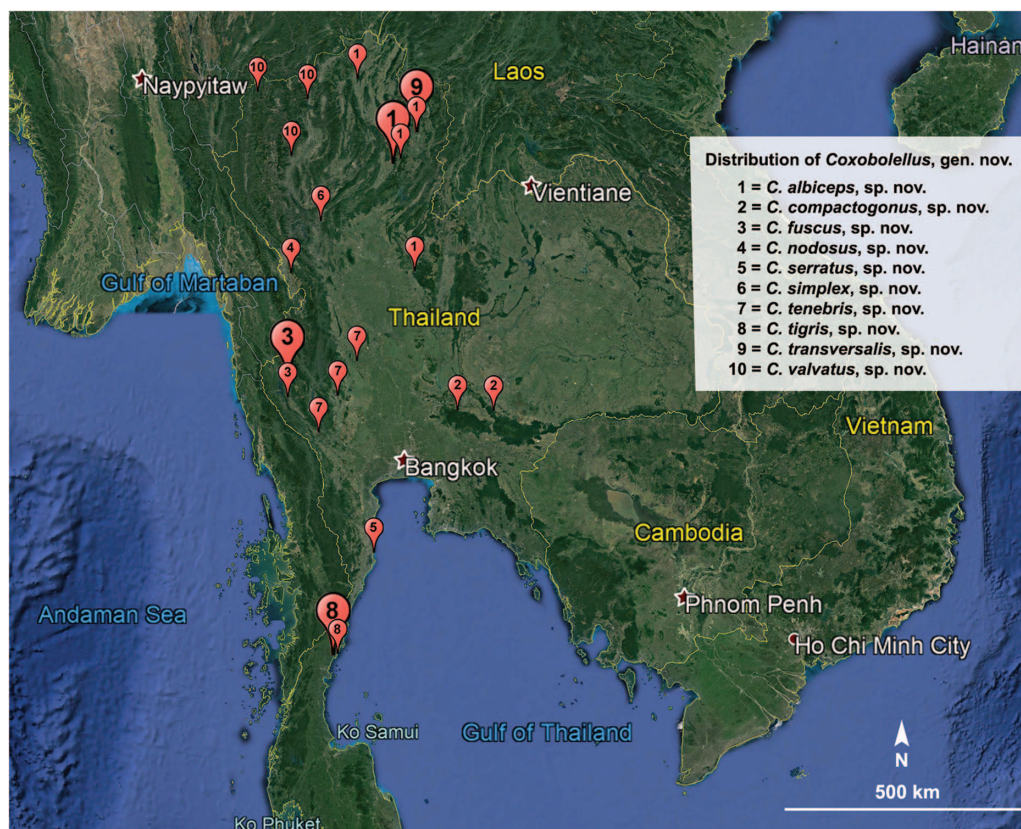 Hainan
1
Laos
10
10
Naypyitaw
9
1
1
1
10
Distribution of Coxobolellus, gen. nov.
1 = C. albiceps, sp. nov.
2 = C. compactogonus, sp. nov.
3 = C. fuscus, sp. nov.
4 = C. nodosus, sp. nov.
5 = C. serratus, sp. nov.
6 = C. simplex, sp. nov.
7 = C. tenebris, sp. nov.
8 = C. tigris, sp. nov.
9 = C. transversalis, sp. nov.
10 = C. valvatus, sp. nov.
Vientiane
6
4
1
Gulf of Martaban
Thailand
3
7
3
7
2
2
7
Vietnam
Bangkok
5
Cambodia
8
8
Andaman Sea
Phnom Penh
Ho Chi Minh City
Ko Samui
Gulf of Thailand
N
500 km
Ko Phuket